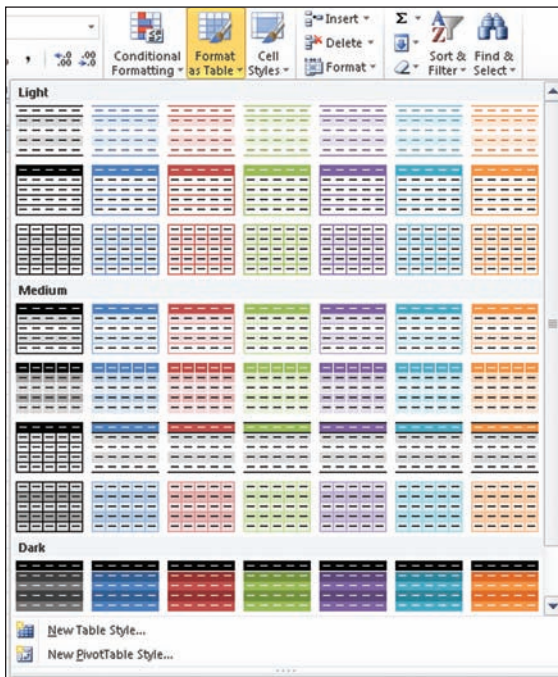 Insert
Σ
Delete
Conditional Formatting
Format as Table
Cell Styles
Format
Sort & Filter
Find & Select
Light
Medium
Dark
New Table Style...
New PivotTable Style...